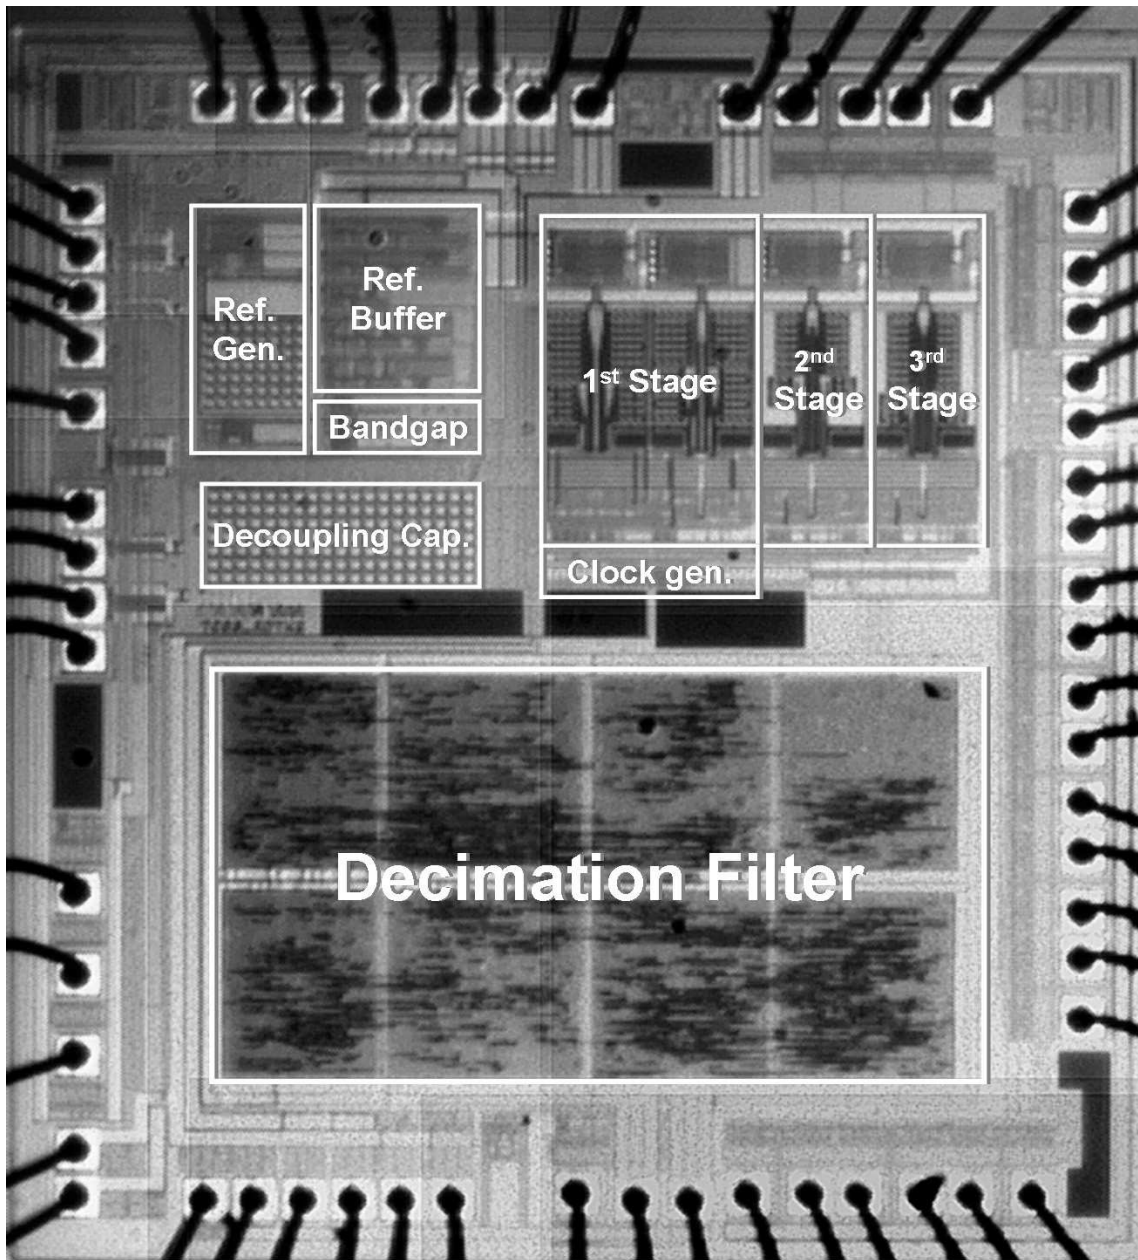 Ref.
Gen.
Ref.
Buffer
Bandgap
Decoupling Cap.
1st Stage
2nd
Stage
3rd
Stage
Clock gen.
Decimation Filter